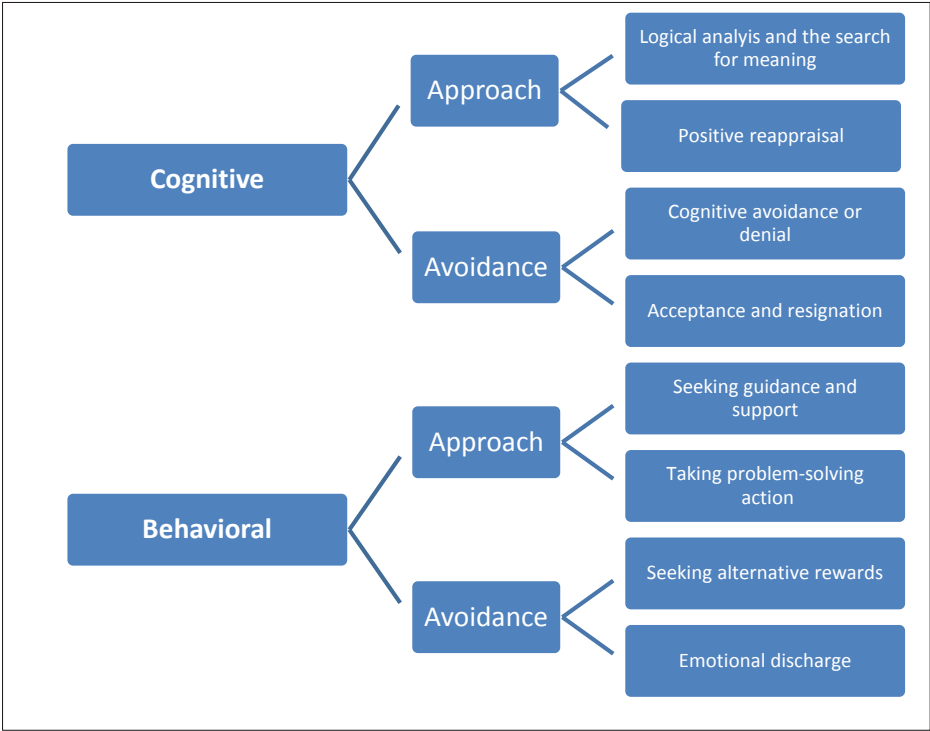 Cognitive
Approach
Logical analyis and the search
for meaning
Positive reappraisal
Avoidance
Cognitive avoidance or
denial
Acceptance and resignation
Behavioral
Approach
Seeking guidance and
support
Taking problem-solving
action
Avoidance
Seeking alternative rewards
Emotional discharge